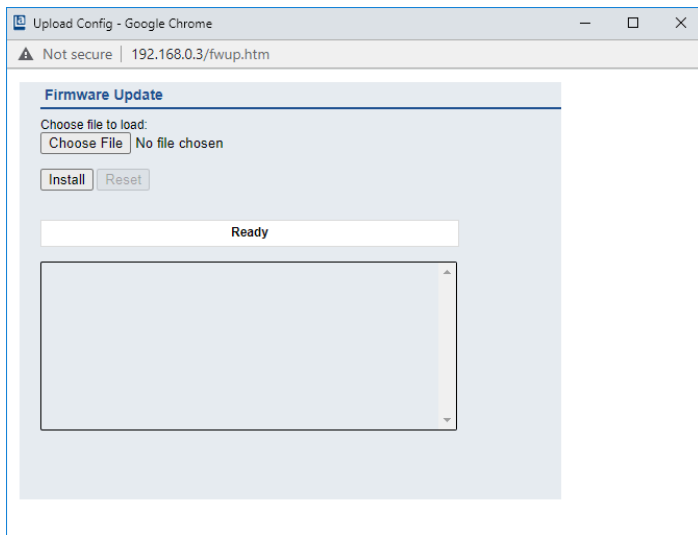 Upload Config - Google Chrome
Not secure | 192.168.0.3/fwup.htm
Firmware Update
Choose file to load:
Choose File No file chosen
Install Reset
Ready